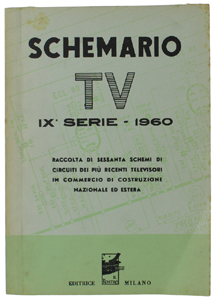 SCHEMARIO
TV
IXª SERIE - 1960
RACCOLTA DI SESSANTA SCHEMI DI
CIRCUITI DEI PIÙ RECENTI TELEVISORI
IN COMMERCIO DI COSTRUZIONE
NAZIONALE ED ESTERA
EDITRICE
MILANO